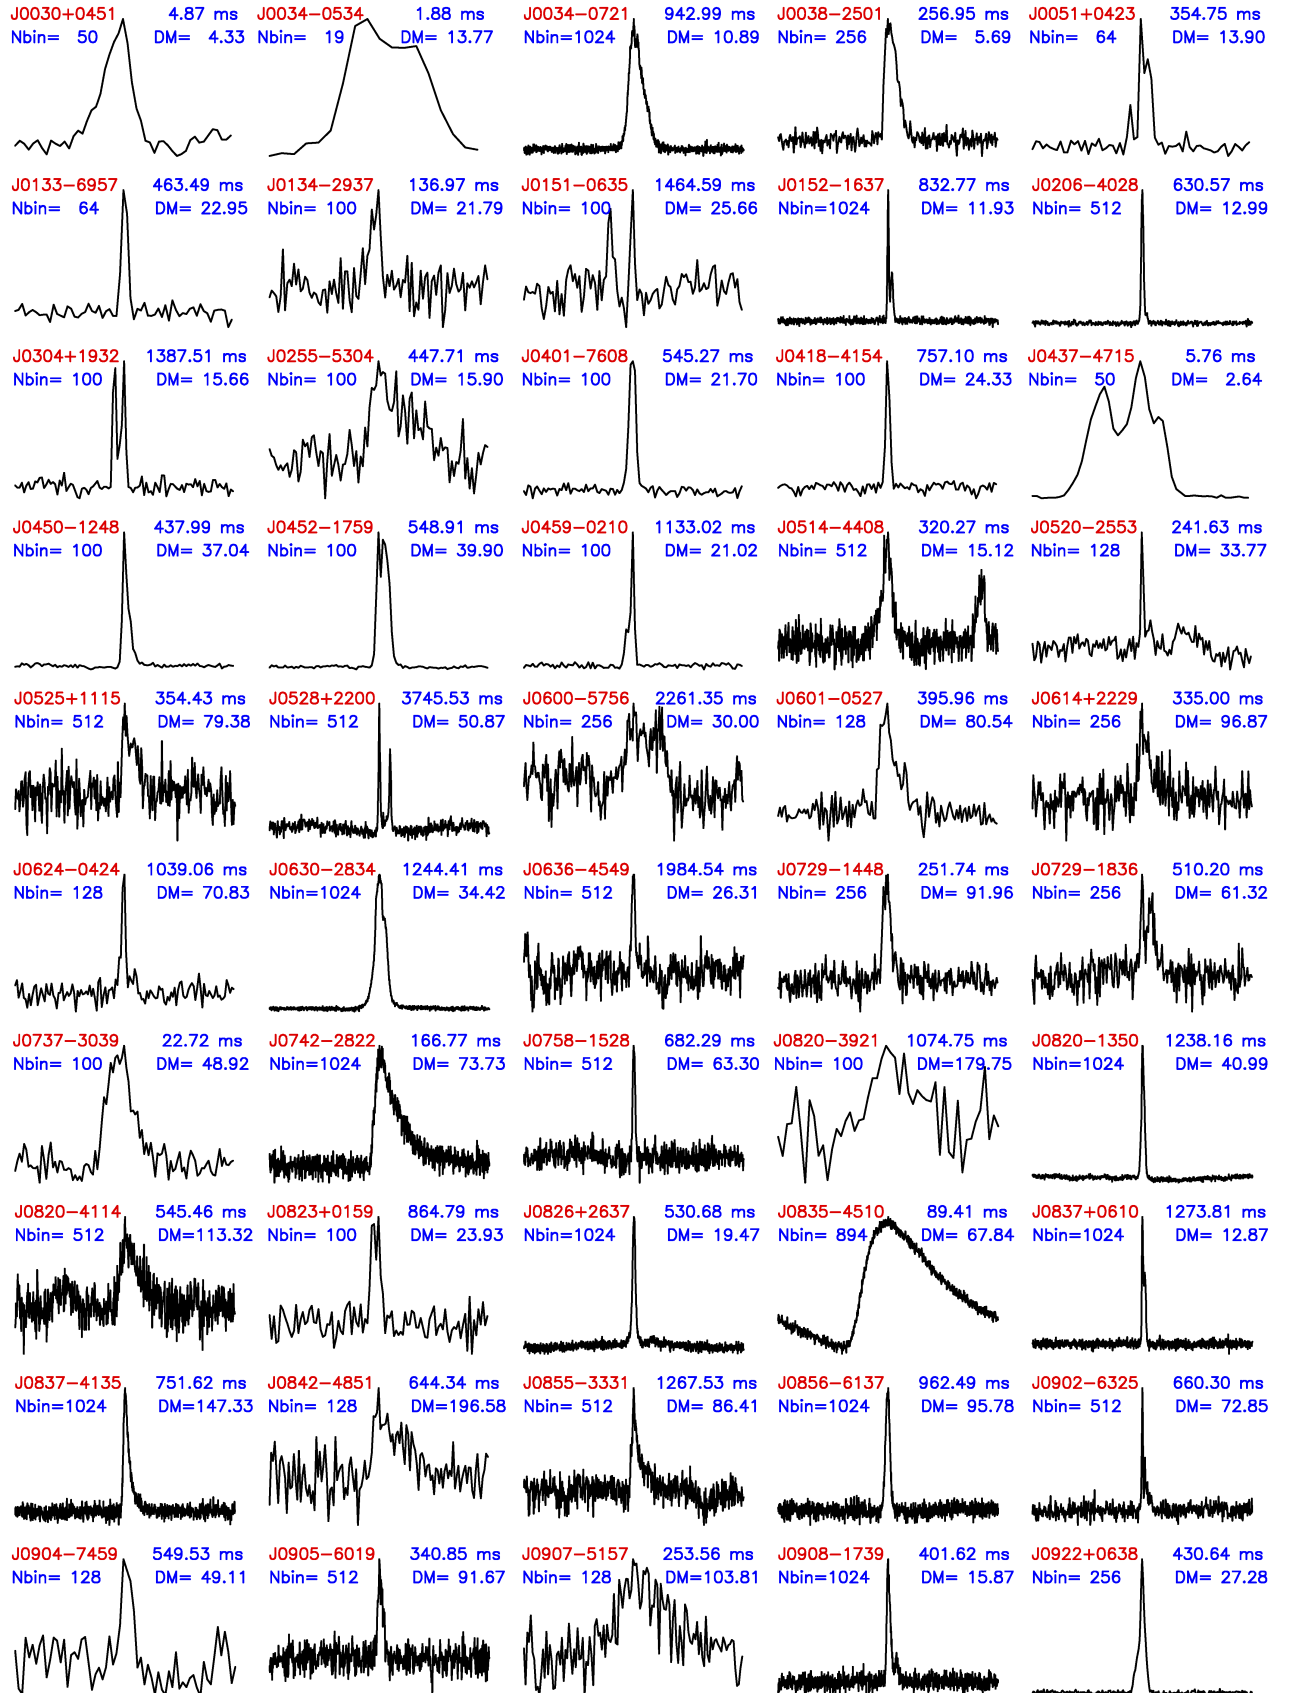 J0030+0451 4.87 ms J0034−0534 1.88 ms J0034−0721 942.99 ms J0038−2501 256.95 ms J0051+0423 354.75 ms
Nbin= 50 DM= 4.33 Nbin= 19 DM= 13.77 Nbin=1024 DM= 10.89 Nbin= 256 DM= 5.69 Nbin= 64 DM= 13.90
J0133−6957 463.49 ms J0134−2937 136.97 ms J0151−0635 1464.59 ms J0152−1637 832.77 ms J0206−4028 630.57 ms
Nbin= 64 DM= 22.95 Nbin= 100 DM= 21.79 Nbin= 100 DM= 25.66 Nbin=1024 DM= 11.93 Nbin= 512 DM= 12.99
J0304+1932 1387.51 ms J0255−5304 447.71 ms J0401−7608 545.27 ms J0418−4154 757.10 ms J0437−4715 5.76 ms
Nbin= 100 DM= 15.66 Nbin= 100 DM= 15.90 Nbin= 100 DM= 21.70 Nbin= 100 DM= 24.33 Nbin= 50 DM= 2.64
J0450−1248 437.99 ms J0452−1759 548.91 ms J0459−0210 1133.02 ms J0514−4408 320.27 ms J0520−2553 241.63 ms
Nbin= 100 DM= 37.04 Nbin= 100 DM= 39.90 Nbin= 100 DM= 21.02 Nbin= 512 DM= 15.12 Nbin= 128 DM= 33.77
J0525+1115 354.43 ms J0528+2200 3745.53 ms J0600−5756 2261.35 ms J0601−0527 395.96 ms J0614+2229 335.00 ms
Nbin= 512 DM= 79.38 Nbin= 512 DM= 50.87 Nbin= 256 DM= 30.00 Nbin= 128 DM= 80.54 Nbin= 256 DM= 96.87
J0624−0424 1039.06 ms J0630−2834 1244.41 ms J0636−4549 1984.54 ms J0729−1448 251.74 ms J0729−1836 510.20 ms
Nbin= 128 DM= 70.83 Nbin=1024 DM= 34.42 Nbin= 512 DM= 26.31 Nbin= 256 DM= 91.96 Nbin= 256 DM= 61.32
J0737−3039 22.72 ms J0742−2822 166.77 ms J0758−1528 682.29 ms J0820−3921 1074.75 ms J0820−1350 1238.16 ms
Nbin= 100 DM= 48.92 Nbin=1024 DM= 73.73 Nbin= 512 DM= 63.30 Nbin= 100 DM=179.75 Nbin=1024 DM= 40.99
J0820−4114 545.46 ms J0823+0159 864.79 ms J0826+2637 530.68 ms J0835−4510 89.41 ms J0837+0610 1273.81 ms
Nbin= 512 DM=113.32 Nbin= 100 DM= 23.93 Nbin=1024 DM= 19.47 Nbin= 894 DM= 67.84 Nbin=1024 DM= 12.87
J0837−4135 751.62 ms J0842−4851 644.34 ms J0855−3331 1267.53 ms J0856−6137 962.49 ms J0902−6325 660.30 ms
Nbin=1024 DM=147.33 Nbin= 128 DM=196.58 Nbin= 512 DM= 86.41 Nbin=1024 DM= 95.78 Nbin= 512 DM= 72.85
J0904−7459 549.53 ms J0905−6019 340.85 ms J0907−5157 253.56 ms J0908−1739 401.62 ms J0922+0638 430.64 ms
Nbin= 128 DM= 49.11 Nbin= 512 DM= 91.67 Nbin= 128 DM=103.81 Nbin=1024 DM= 15.87 Nbin= 256 DM= 27.28